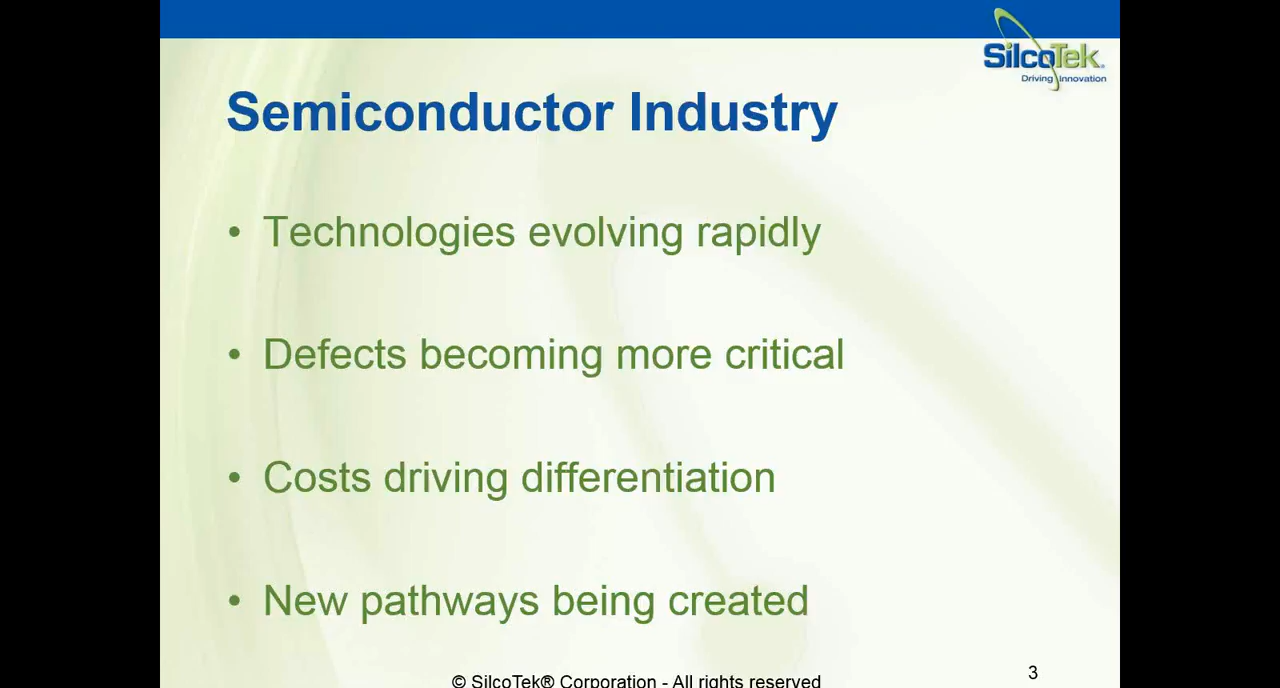 SilcoTek®
Driving Innovation
Semiconductor Industry
• Technologies evolving rapidly
• Defects becoming more critical
• Costs driving differentiation
• New pathways being created
© SilcoTek® Corporation - All rights reserved
3